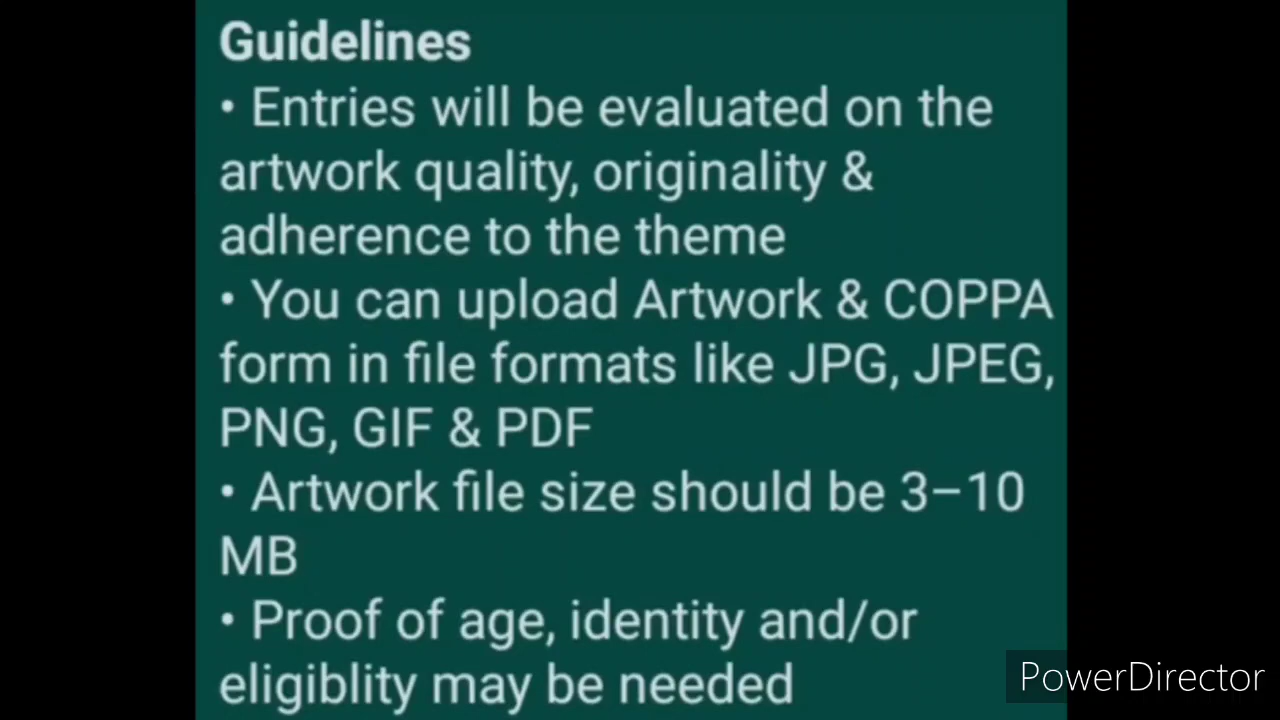 Guidelines
• Entries will be evaluated on the
artwork quality, originality &
adherence to the theme
• You can upload Artwork & COPPA
form in file formats like JPG, JPEG,
PNG, GIF & PDF
• Artwork file size should be 3–10
MB
• Proof of age, identity and/or
eligiblity may be needed
PowerDirector